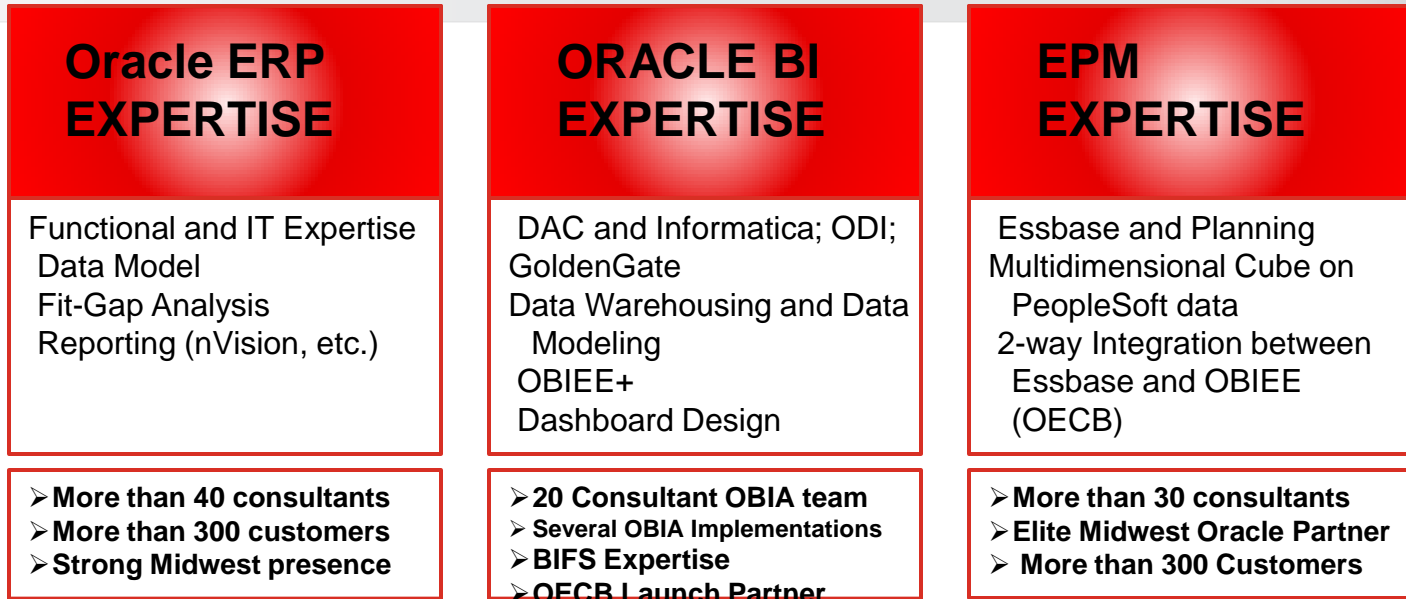 Oracle ERP
EXPERTISE
Functional and IT Expertise
Data Model
Fit-Gap Analysis
Reporting (nVision, etc.)
➢More than 40 consultants
➢More than 300 customers
➢Strong Midwest presence
ORACLE BI
EXPERTISE
DAC and Informatica; ODI;
GoldenGate
Data Warehousing and Data
Modeling
OBIEE+
Dashboard Design
➢20 Consultant OBIA team
➢Several OBIA Implementations
➢BIFS Expertise
➢OECB Launch Partner
EPM
EXPERTISE
Essbase and Planning
Multidimensional Cube on
PeopleSoft data
2-way Integration between
Essbase and OBIEE
(OECB)
➢More than 30 consultants
➢Elite Midwest Oracle Partner
➢ More than 300 Customers